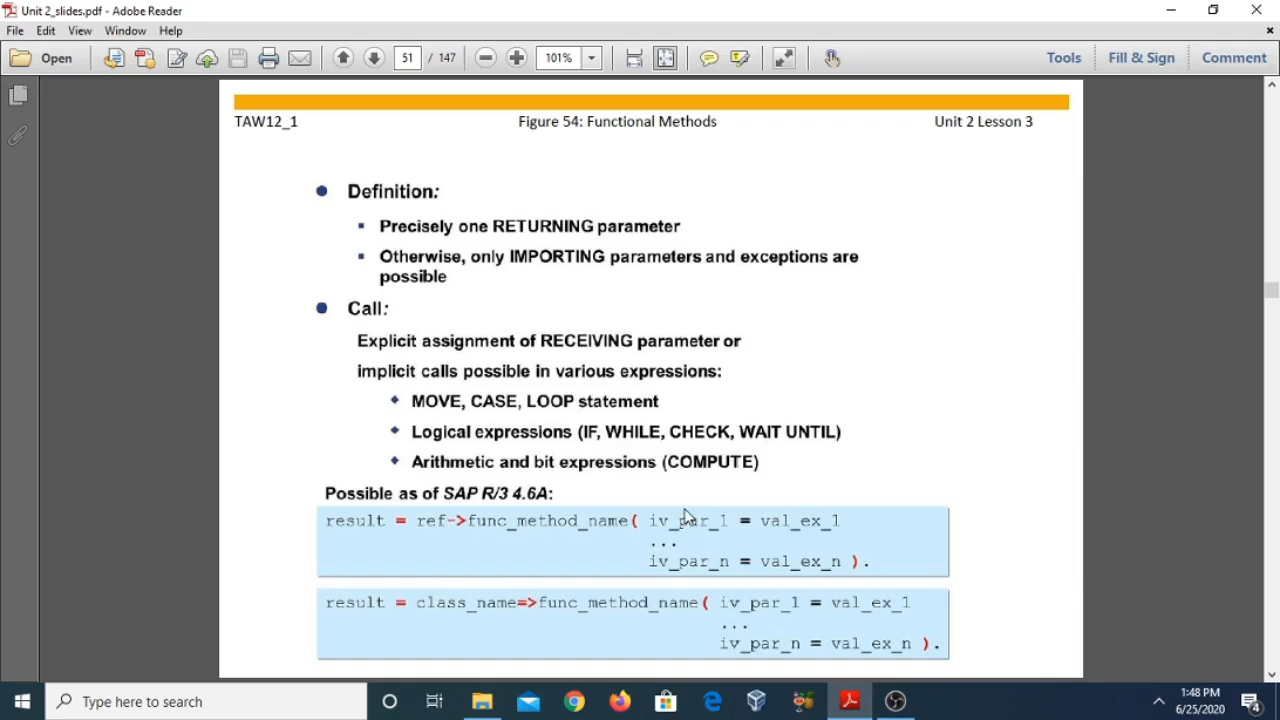 Unit 2_slides.pdf - Adobe Reader
File Edit View Window Help
Open 51 / 147 101% Tools Fill & Sign Comment
TAW12_1 Figure 54: Functional Methods Unit 2 Lesson 3
Definition:
Precisely one RETURNING parameter
Otherwise, only IMPORTING parameters and exceptions are
possible
Call:
Explicit assignment of RECEIVING parameter or
implicit calls possible in various expressions:
MOVE, CASE, LOOP statement
Logical expressions (IF, WHILE, CHECK, WAIT UNTIL)
Arithmetic and bit expressions (COMPUTE)
Possible as of SAP R/3 4.6A:
result = ref->func_method_name( iv_par_1 = val_ex_1
...
iv_par_n = val_ex_n ).
result = class_name=>func_method_name( iv_par_1 = val_ex_1
...
iv_par_n = val_ex_n ).
Type here to search
1:48 PM
6/25/2020
4